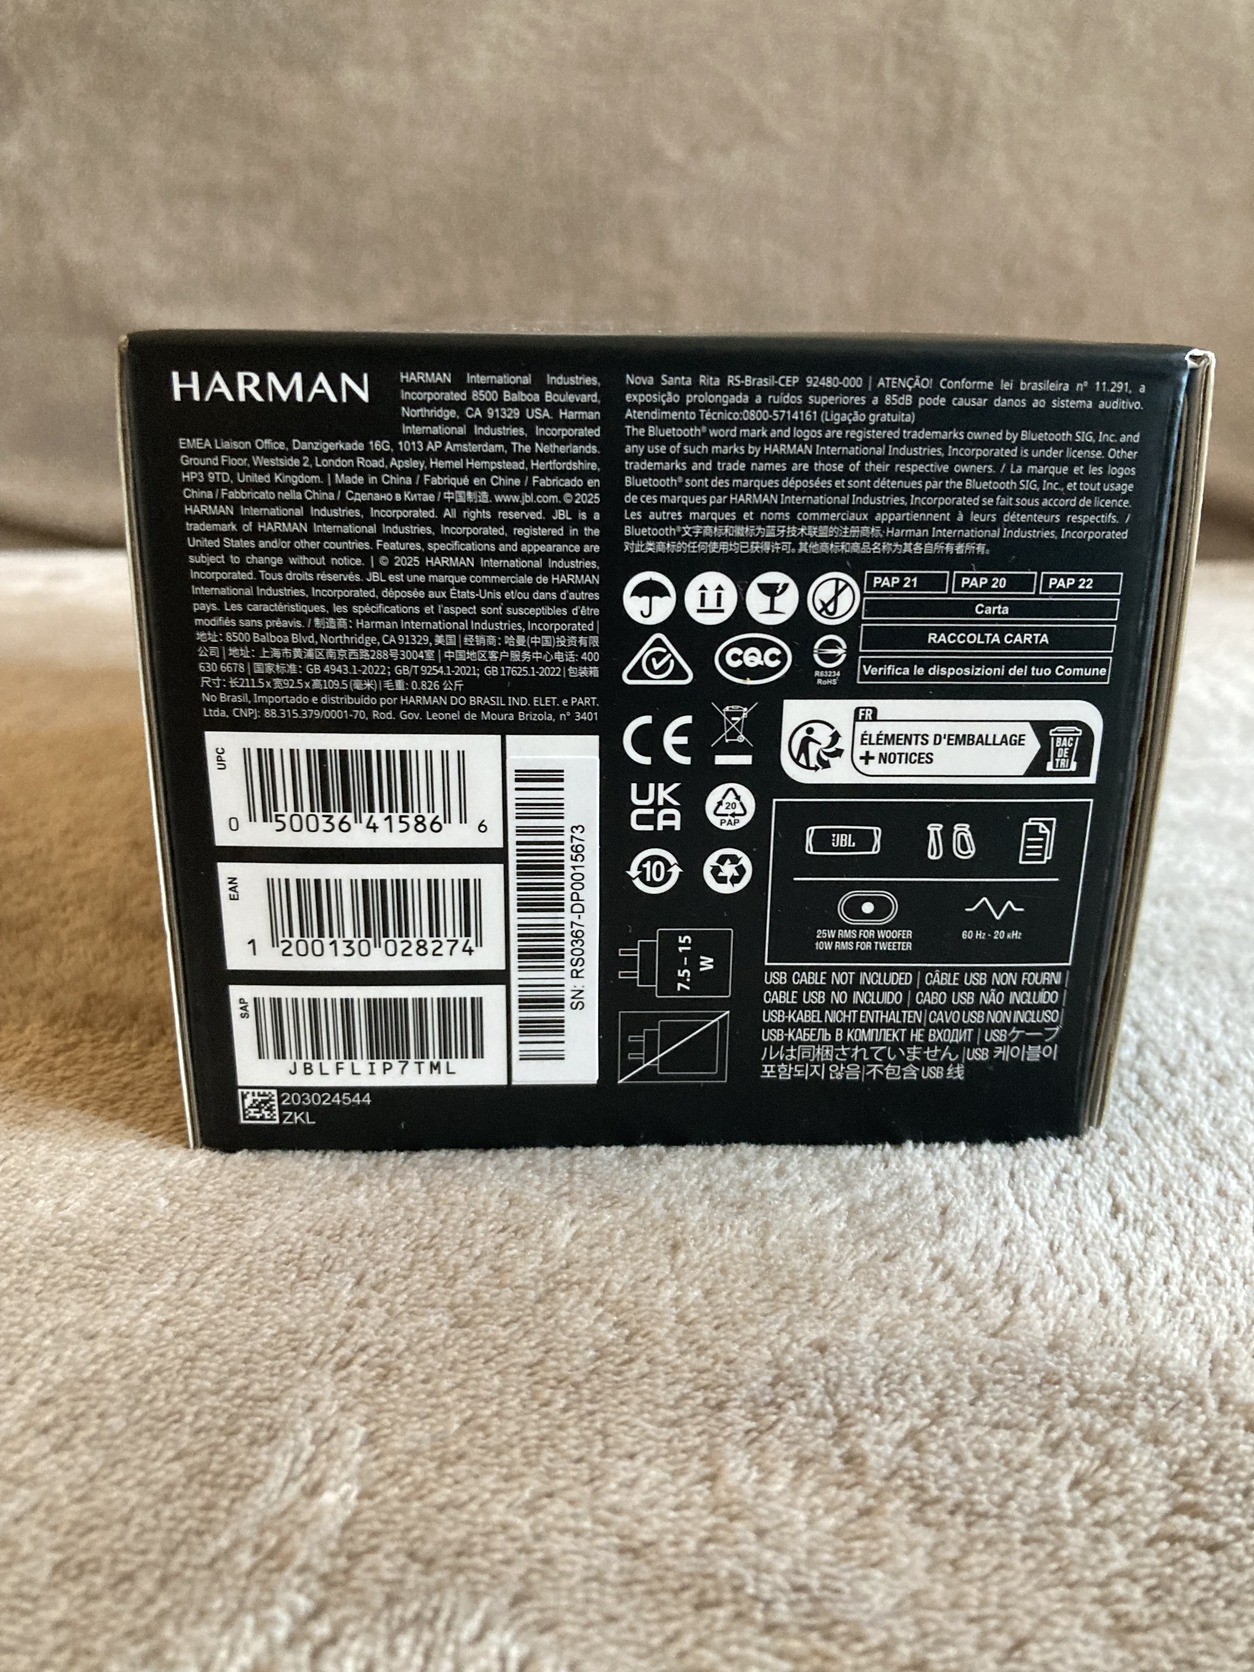 HARMAN
HARMAN International Industries,
Incorporated 8500 Balboa Boulevard,
Northridge, CA 91329 USA. Harman
International Industries, Incorporated
EMEA Liaison Office, Danzigerkade 16G, 1013 AP Amsterdam, The Netherlands.
Ground Floor, Westside 2, London Road, Apsley, Hemel Hempstead, Hertfordshire,
HP3 9TD, United Kingdom. | Made in China / Fabriqué en Chine / Fabricado en
China / Fabbricato nella China / Сделано в Китае / 中国制造. www.jbl.com. © 2025
HARMAN International Industries, Incorporated. All rights reserved. JBL is a
trademark of HARMAN International Industries, Incorporated, registered in the
United States and/or other countries. Features, specifications and appearance are
subject to change without notice. | © 2025 HARMAN International Industries,
Incorporated. Tous droits réservés. JBL est une marque commerciale de HARMAN
International Industries, Incorporated, déposée aux États-Unis et/ou dans d'autres
pays. Les caractéristiques, les spécifications et l'aspect sont susceptibles d'être
modifiés sans préavis. / 制造商: Harman International Industries, Incorporated |
地址: 8500 Balboa Blvd, Northridge, CA 91329, 美国 | 经销商: 哈曼(中国)投资有限
公司 | 地址: 上海市黄浦区南京西路288号3004室 | 中国地区客户服务中心电话: 400
630 6678 | 国家标准: GB 4943.1-2022; GB/T 9254.1-2021; GB 17625.1-2022 | 包装箱
尺寸: 长211.5 x 宽92.5 x 高109.5 (毫米) | 毛重: 0.826 公斤
No Brasil, Importado e distribuído por HARMAN DO BRASIL IND. ELET. e PART.
Ltda, CNPJ: 88.315.379/0001-70, Rod. Gov. Leonel de Moura Brizola, n° 3401
UPC
0 50036 41586 6
EAN
1 200130 028274
SAP
JBLFLIP7TML
203024544
ZKL
SN: RS0367-DP0015673
Nova Santa Rita RS-Brasil-CEP 92480-000 | ATENÇÃO! Conforme lei brasileira n° 11.291, a
exposição prolongada a ruídos superiores a 85dB pode causar danos ao sistema auditivo.
Atendimento Técnico:0800-5714161 (Ligação gratuita)
The Bluetooth® word mark and logos are registered trademarks owned by Bluetooth SIG, Inc. and
any use of such marks by HARMAN International Industries, Incorporated is under license. Other
trademarks and trade names are those of their respective owners. / La marque et les logos
Bluetooth® sont des marques déposées et sont détenues par the Bluetooth SIG, Inc., et tout usage
de ces marques par HARMAN International Industries, Incorporated se fait sous accord de licence.
Les autres marques et noms commerciaux appartiennent à leurs détenteurs respectifs. /
Bluetooth®文字商标和徽标为蓝牙技术联盟的注册商标, Harman International Industries, Incorporated
对此类商标的任何使用均已获得许可。其他商标和商品名称为其各自所有者所有。
PAP 21
PAP 20
PAP 22
Carta
RACCOLTA CARTA
Verifica le disposizioni del tuo Comune
CQC
R63234
RoHS
CE
FR
ÉLÉMENTS D'EMBALLAGE
+ NOTICES
BAC
DE
TRI
UK
CA
20
PAP
10
JBL
25W RMS FOR WOOFER
10W RMS FOR TWEETER
60 Hz - 20 kHz
7.5 – 15
W
USB CABLE NOT INCLUDED | CÂBLE USB NON FOURNI |
CABLE USB NO INCLUIDO | CABO USB NÃO INCLUÍDO |
USB-KABEL NICHT ENTHALTEN | CAVO USB NON INCLUSO |
USB-КАБЕЛЬ В КОМПЛЕКТ НЕ ВХОДИТ | USBケーブ
ルは同梱されていません | USB 케이블이
포함되지 않음 | 不包含 USB 线